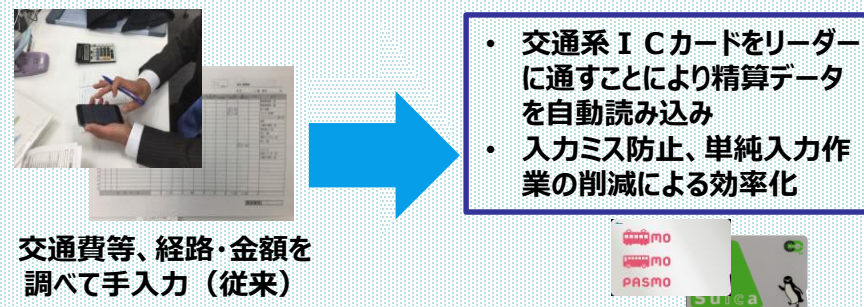 • 交通系ＩＣカードをリーダー
に通すことにより精算データ
を自動読み込み
• 入力ミス防止、単純入力作
業の削減による効率化
交通費等、経路・金額を
調べて手入力（従来）
mo
mo
PASMO
Suica